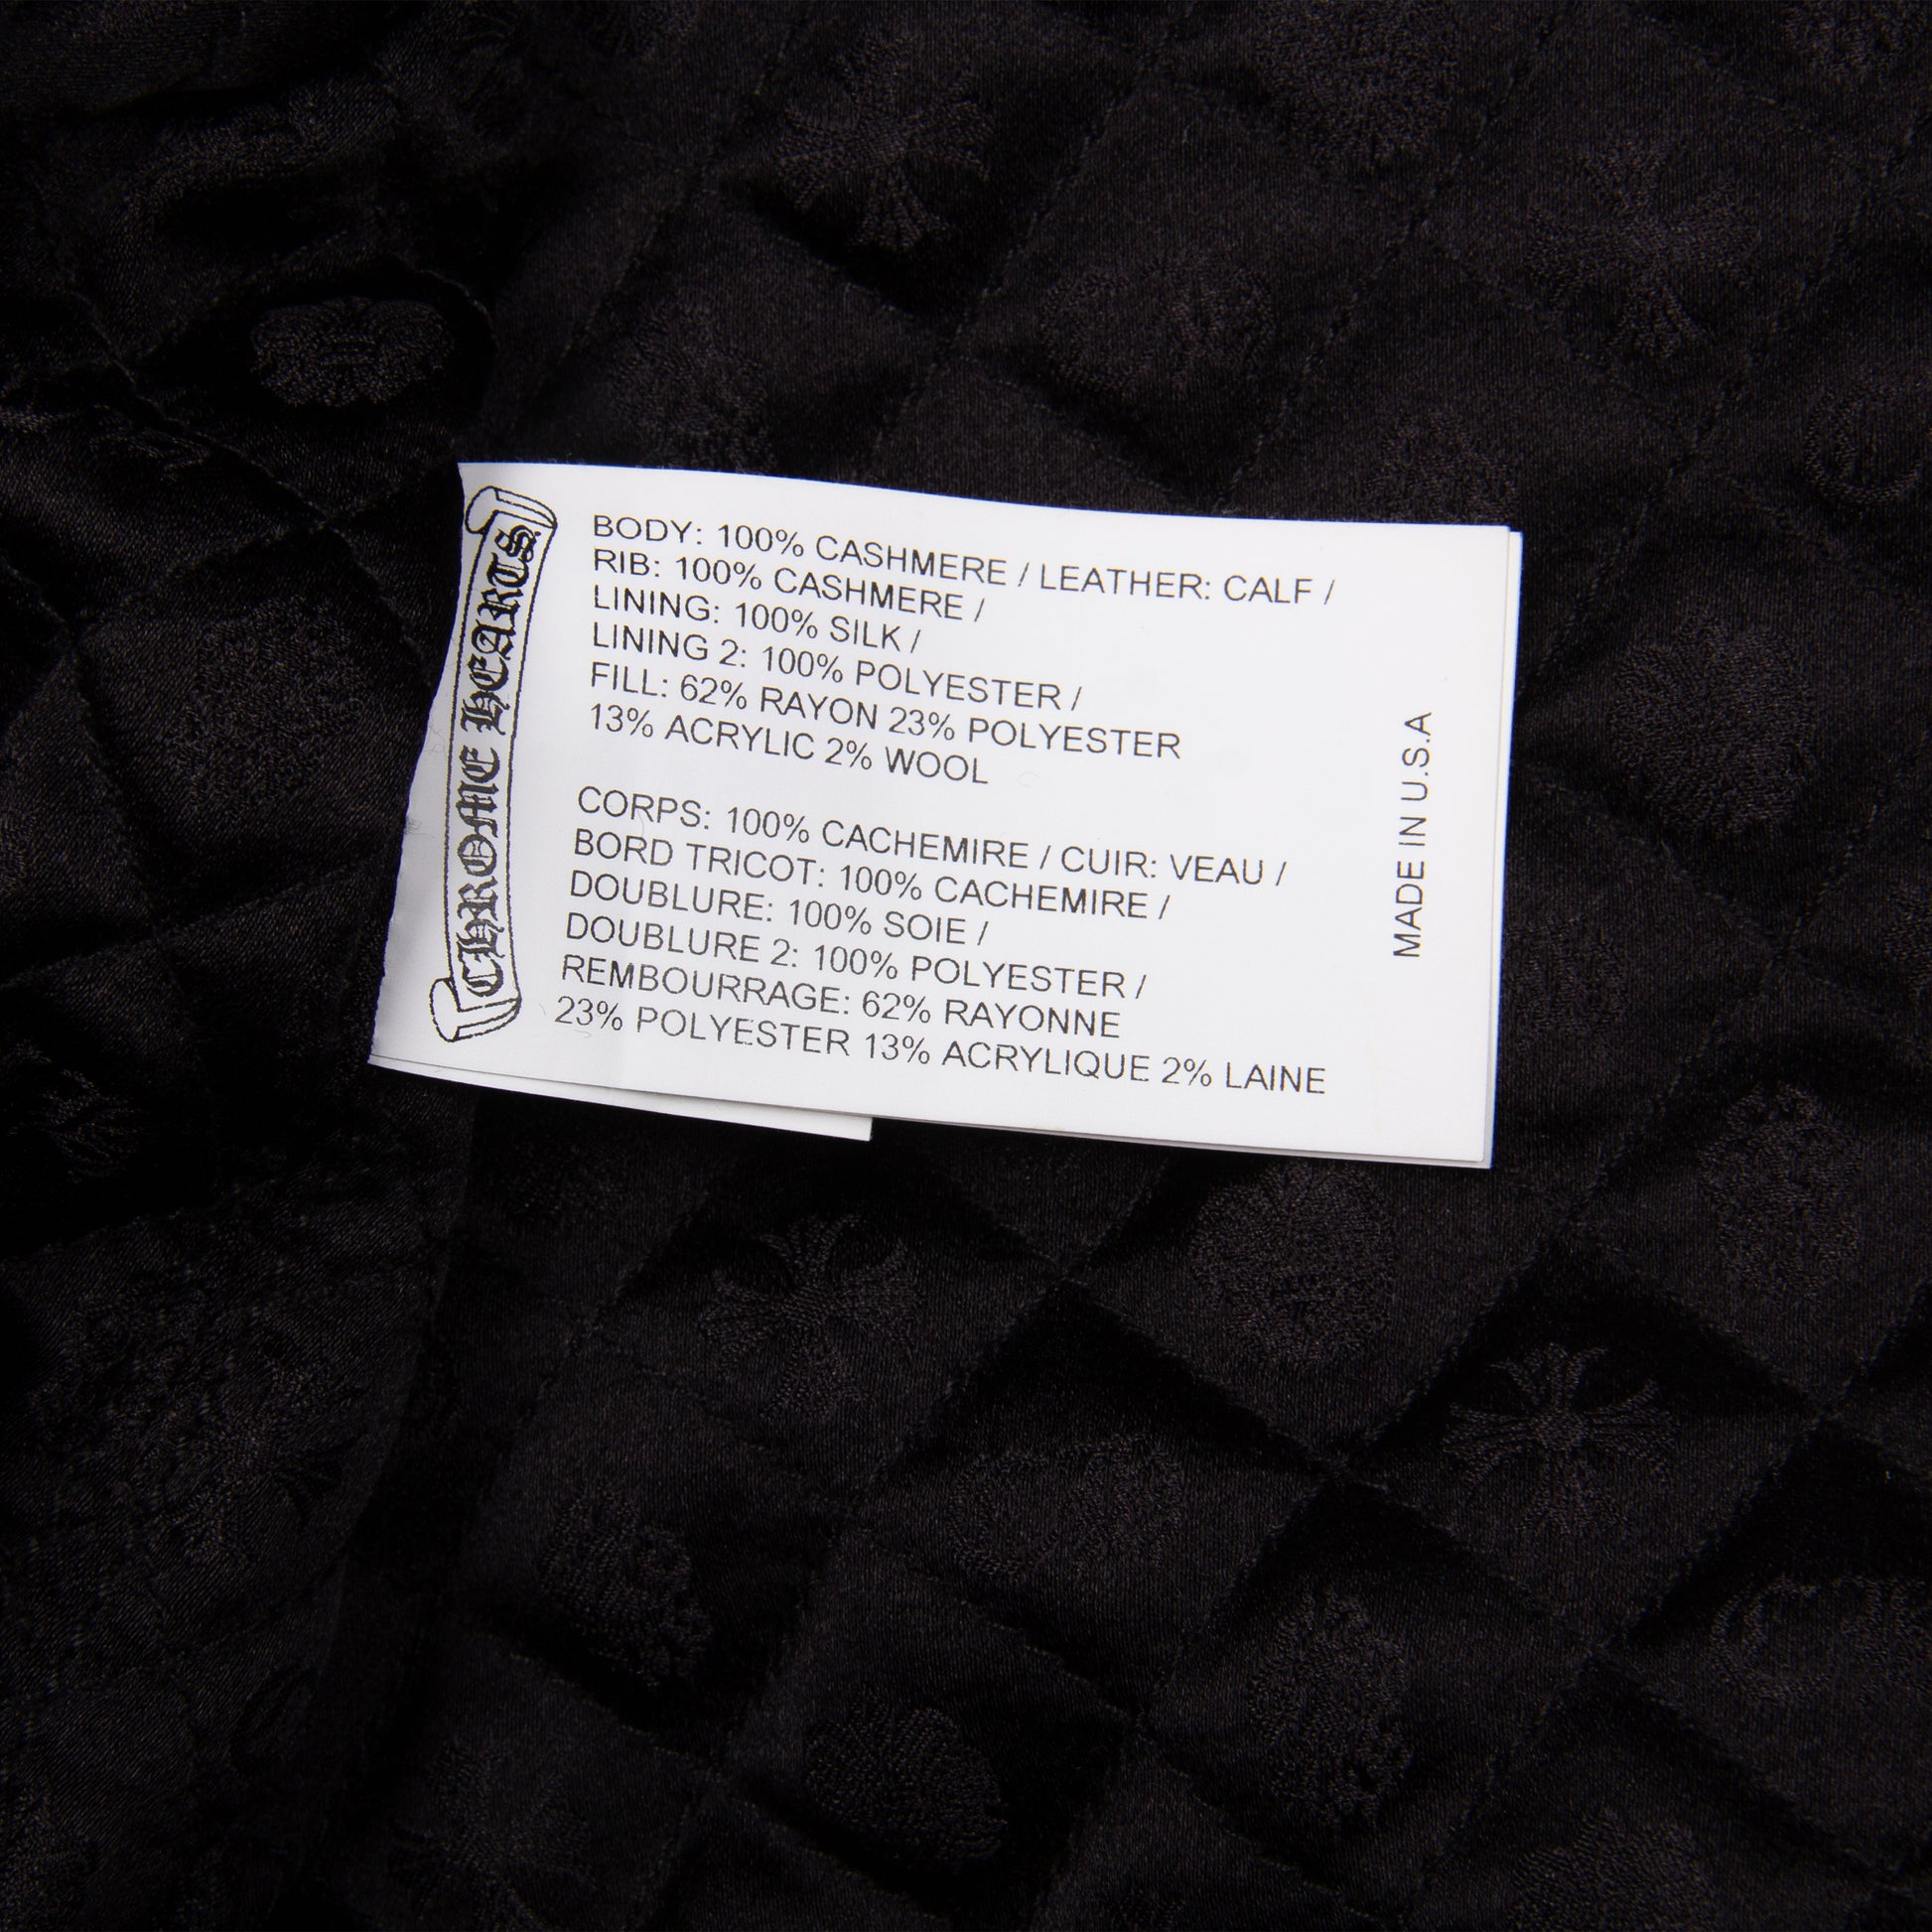 CHROME HEARTS
BODY: 100% CASHMERE / LEATHER: CALF /
RIB: 100% CASHMERE /
LINING: 100% SILK /
LINING 2: 100% POLYESTER /
FILL: 62% RAYON 23% POLYESTER
13% ACRYLIC 2% WOOL
CORPS: 100% CACHEMIRE / CUIR: VEAU /
BORD TRICOT: 100% CACHEMIRE /
DOUBLURE: 100% SOIE /
DOUBLURE 2: 100% POLYESTER /
REMBOURRAGE: 62% RAYONNE
23% POLYESTER 13% ACRYLIQUE 2% LAINE
MADE IN U.S.A